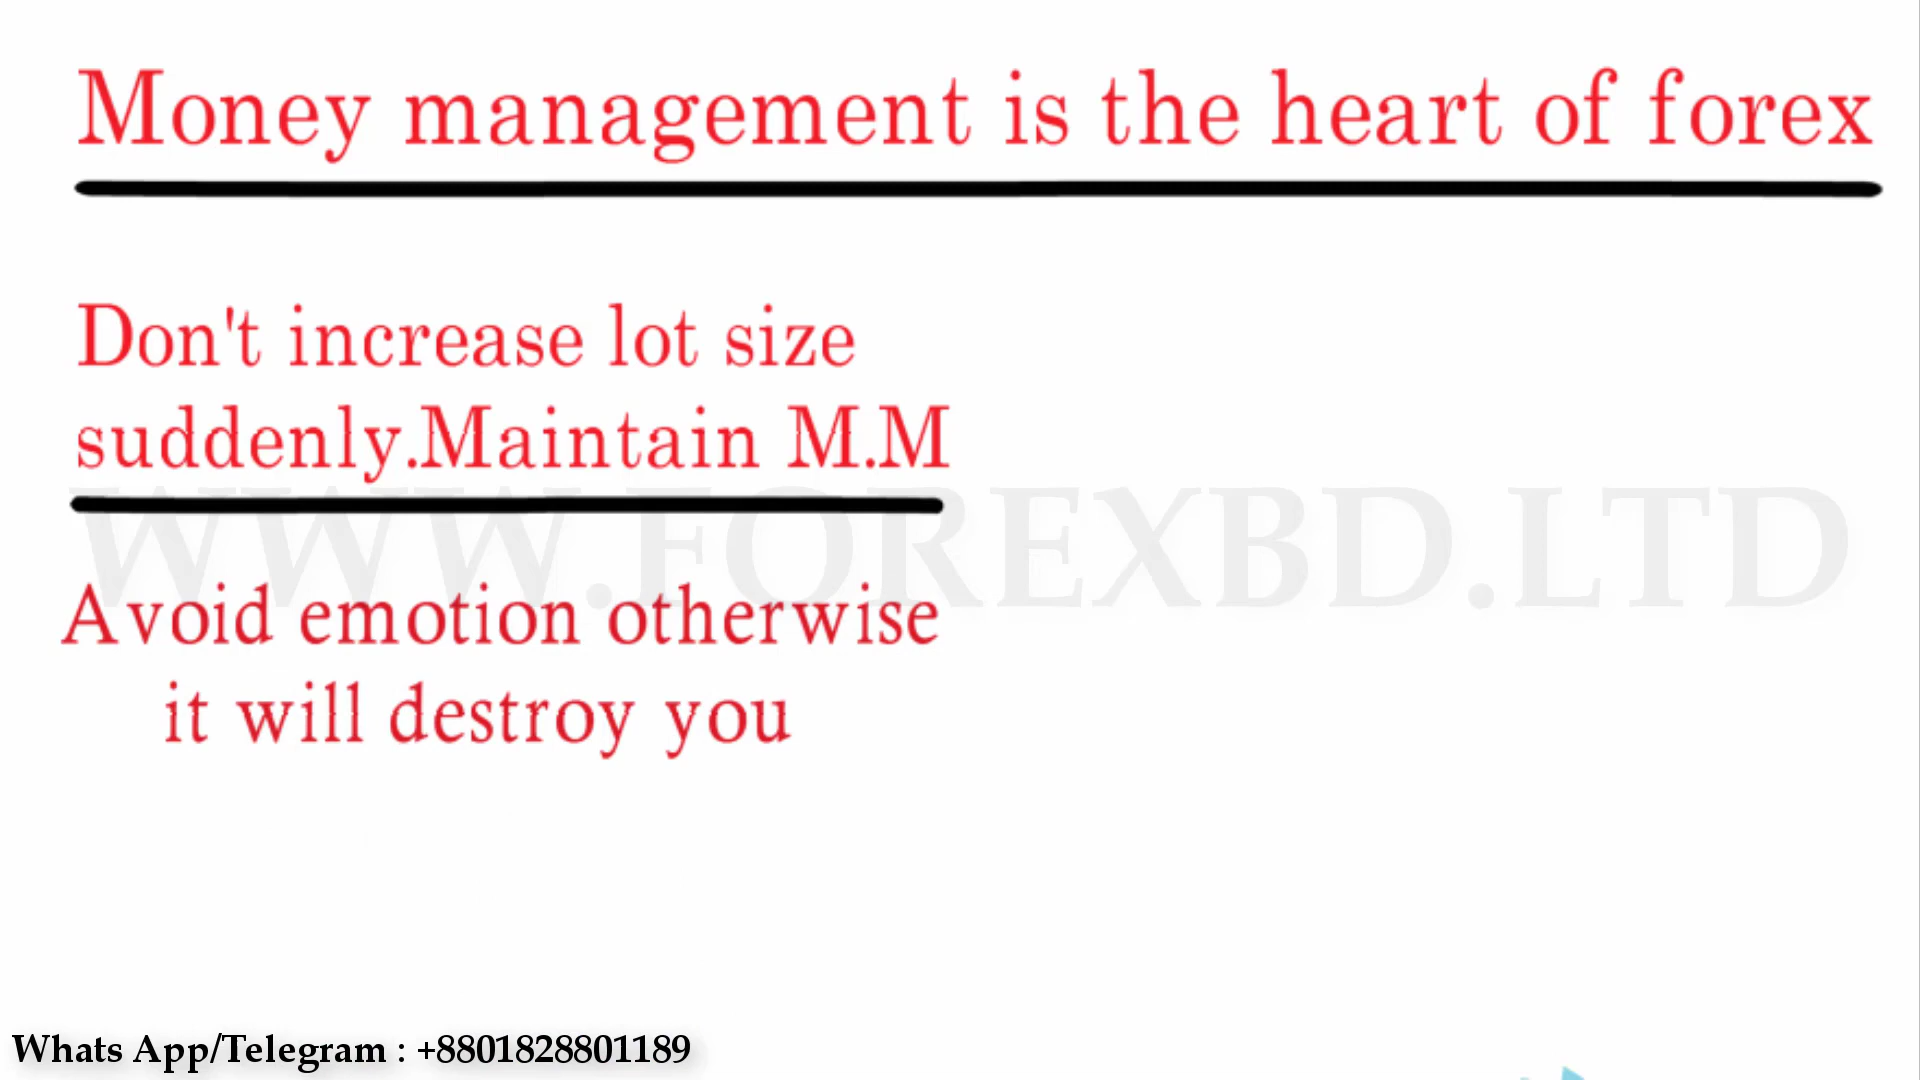 Money management is the heart of forex
Don't increase lot size
suddenly.Maintain M.M
WWW.FOREXBD.LTD
Avoid emotion otherwise
it will destroy you
Whats App/Telegram : +8801828801189